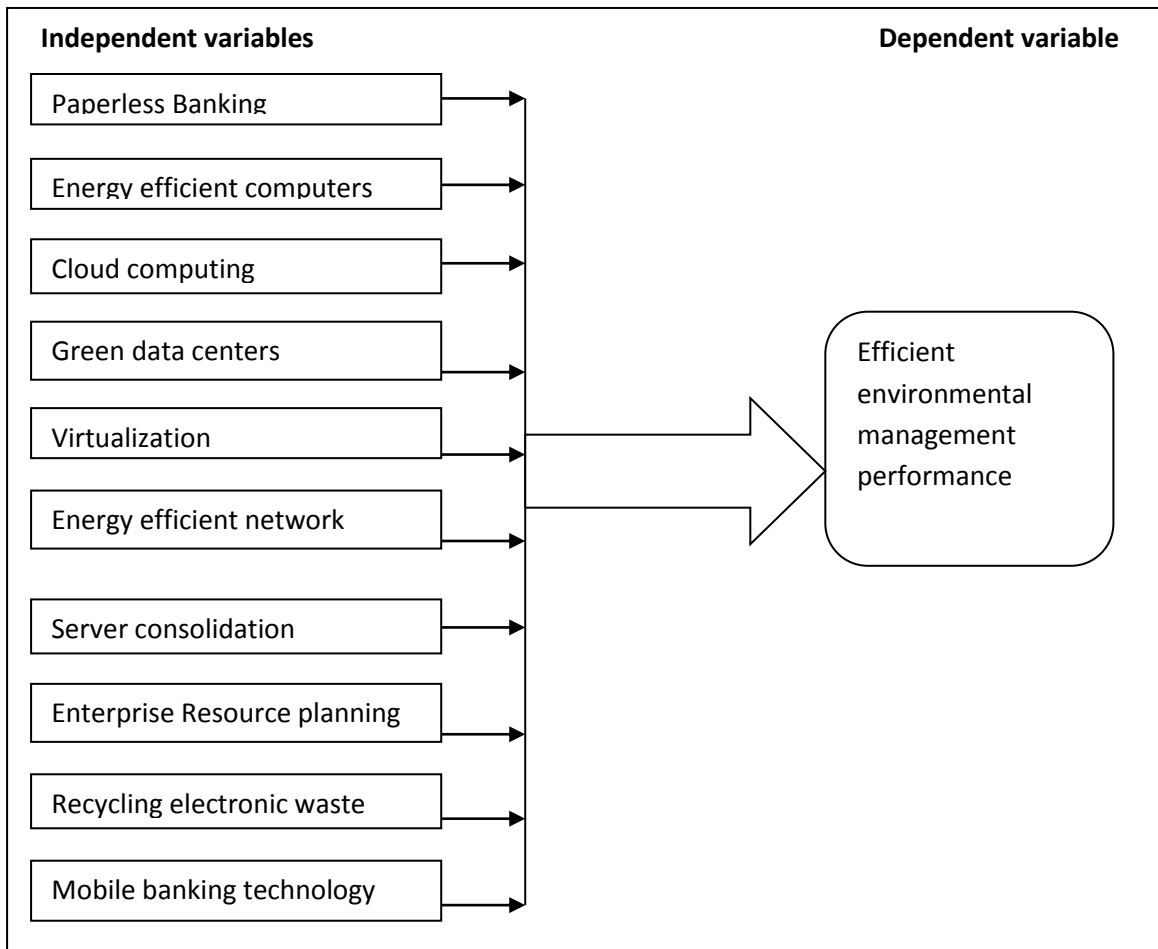 Independent variables
Dependent variable
Paperless Banking
Energy efficient computers
Cloud computing
Green data centers
Virtualization
Energy efficient network
Server consolidation
Enterprise Resource planning
Recycling electronic waste
Mobile banking technology
Efficient
environmental
management
performance